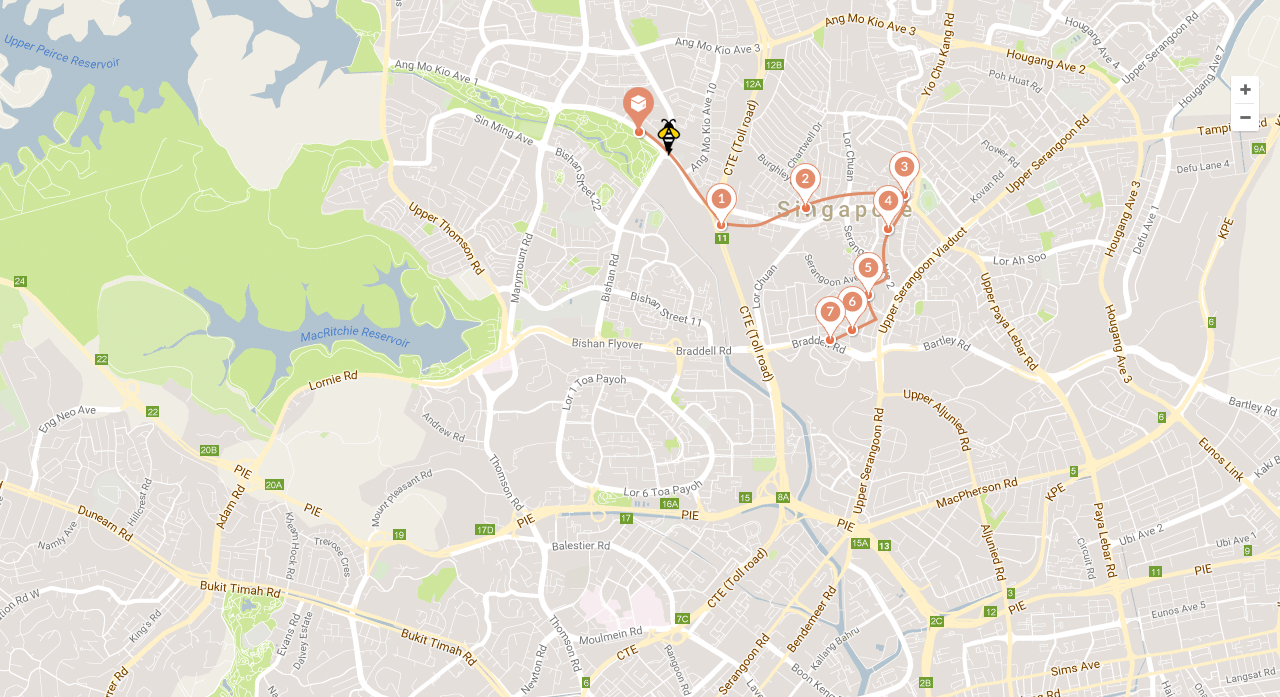 Upper Peirce Reservoir
Ang Mo Kio Ave 1
Ang Mo Kio Ave 3
Ang Mo Kio Ave 3
12B
12A
Yio Chu Kang Rd
Hougang Ave 2
Hougang Ave 4
Upper Serangoon Rd
Hougang Ave 7
Poh Huat Rd
+
−
9A
Sin Ming Ave
Bishan Street 22
Ang Mo Kio Ave 10
CTE (Toll road)
Burghley
Chartwell Dr
Lor Chuan
Flower Rd
Kovan Rd
Upper Serangoon Rd
Defu Lane 4
1
2
3
4
5
6
7
Singapore
11
Upper Thomson Rd
Marymount Rd
Bishan Rd
Bishan Street 11
Lor Chuan
Upper Serangoon Viaduct
Lor Ah Soo
Hougang Ave 3
Defu Ave 1
KPE
24
MacRitchie Reservoir
22
Lornie Rd
Bishan Flyover
Braddell Rd
CTE (Toll road)
Braddell Rd
Bartley Rd
Upper Paya Lebar Rd
Hougang Ave 3
6
Eng Neo Ave
22
20B
PIE
20A
Andrew Rd
Lor 1 Toa Payoh
Upper Aljunied Rd
Bartley Rd
6
Eunos Link
Adam Rd
PIE
Mount Pleasant Rd
Thomson Rd
Lor 6 Toa Payoh
16A
15
8A
Upper Serangoon Rd
MacPherson Rd
5
KPE
Dunearn Rd
Hillcrest Rd
Namly Ave
Kheam Hock Rd
Trevose Cres
19
17D
PIE
17
PIE
PIE
15A
13
Aljunied Rd
Paya Lebar Rd
Circuit Rd
Ubi Ave 2
Ubi Ave 1
9
Balestier Rd
Bukit Timah Rd
11
PIE
3
12
PIE
2C
Eunos Ave 5
King's Rd
Evans Rd
Dalvey Estate
Bukit Timah Rd
Thomson Rd
Newton Rd
Moulmein Rd
7C
CTE (Toll road)
CTE
Rangoon Rd
Serangoon Rd
Bendemeer Rd
Kallang Bahru
6
2B
Sims Ave
Langsat Rd